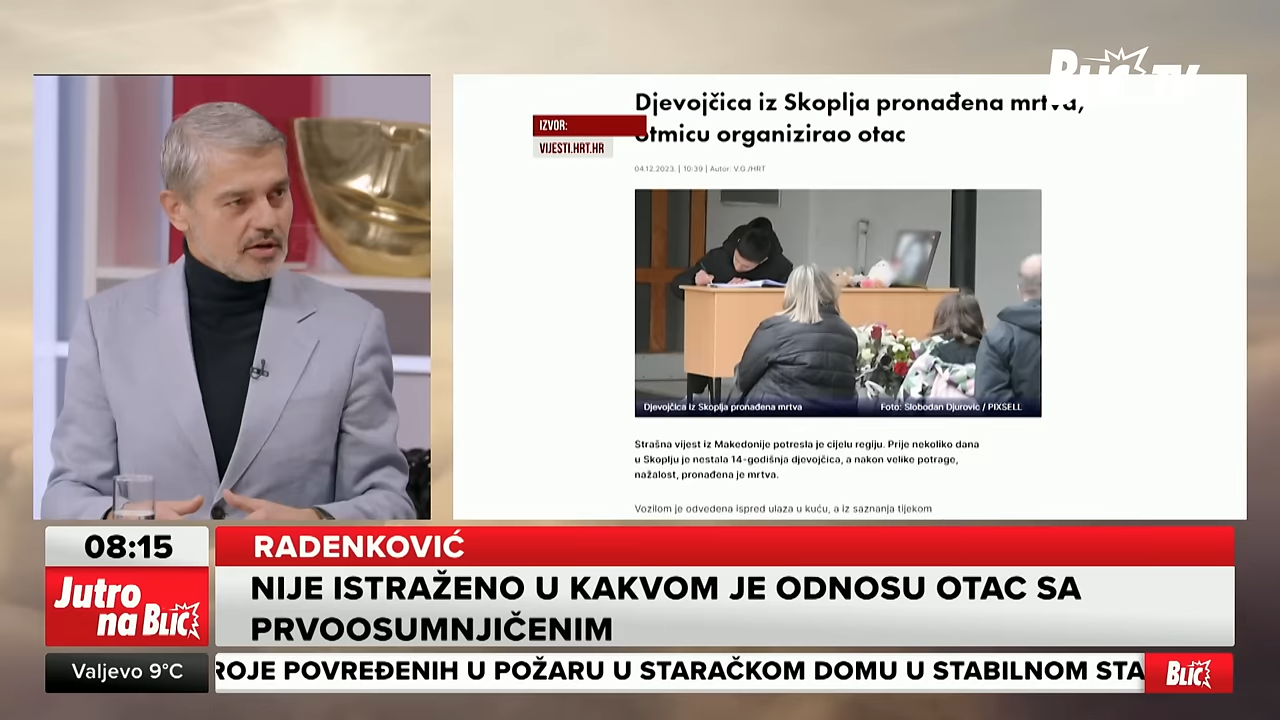 BLIC TV
Djevojčica iz Skoplja pronađena mrtva,
otmicu organizirao otac
IZVOR:
VIJESTI.HRT.HR
04.12.2023. | 10:39 | Autor: V.G./HRT
Djevojčica iz Skoplja pronađena mrtva
Foto: Slobodan Djurovic / PIXSELL
Strašna vijest iz Makedonije potresla je cijelu regiju. Prije nekoliko dana
u Skoplju je nestala 14-godišnja djevojčica, a nakon velike potrage,
nažalost, pronađena je mrtva.
Vozilom je odvedena ispred ulaza u kuću, a iz saznanja tijekom
08:15
RADENKOVIĆ
Jutro
na BLIC
NIJE ISTRAŽENO U KAKVOM JE ODNOSU OTAC SA
PRVOOSUMNJIČENIM
Valjevo 9°C
ROJE POVREĐENIH U POŽARU U STARAČKOM DOMU U STABILNOM STA
BLIC